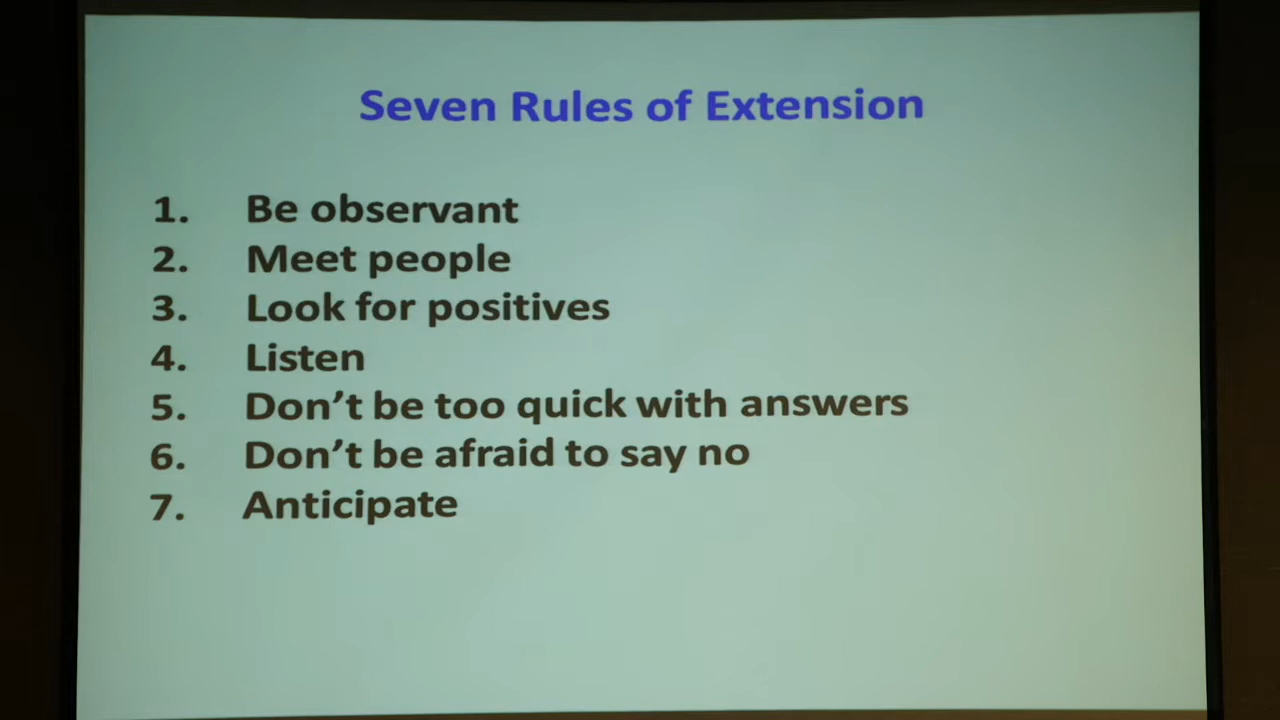 Seven Rules of Extension
1. Be observant
2. Meet people
3. Look for positives
4. Listen
5. Don’t be too quick with answers
6. Don’t be afraid to say no
7. Anticipate